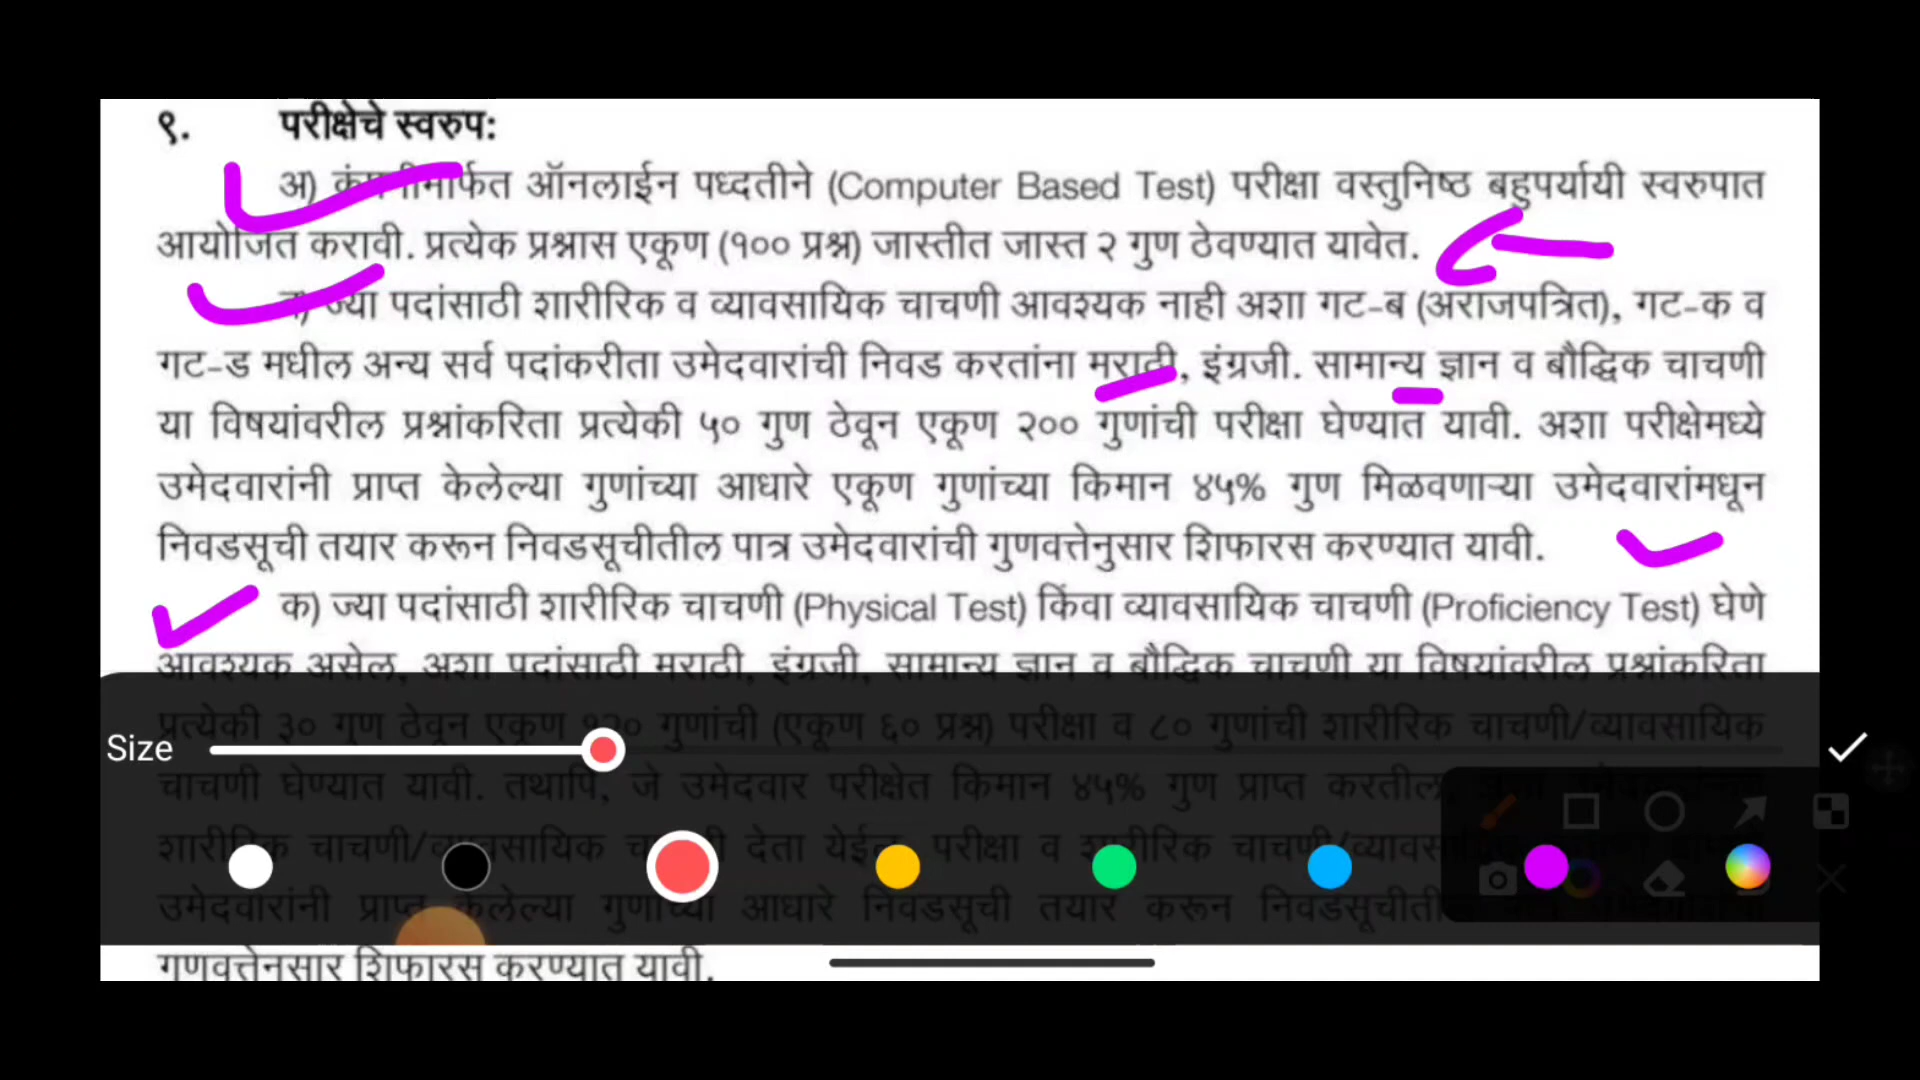 ९. परीक्षेचे स्वरुप:
अ) कंपनीमार्फत ऑनलाईन पध्दतीने (Computer Based Test) परीक्षा वस्तुनिष्ठ बहुपर्यायी स्वरुपात
आयोजित करावी. प्रत्येक प्रश्नास एकूण (१०० प्रश्न) जास्तीत जास्त २ गुण ठेवण्यात यावेत.
ज्या पदांसाठी शारीरिक व व्यावसायिक चाचणी आवश्यक नाही अशा गट-ब (अराजपत्रित), गट-क व
गट-ड मधील अन्य सर्व पदांकरीता उमेदवारांची निवड करतांना मराठी, इंग्रजी. सामान्य ज्ञान व बौद्धिक चाचणी
या विषयांवरील प्रश्नांकरिता प्रत्येकी ५० गुण ठेवून एकूण २०० गुणांची परीक्षा घेण्यात यावी. अशा परीक्षेमध्ये
उमेदवारांनी प्राप्त केलेल्या गुणांच्या आधारे एकूण गुणांच्या किमान ४५% गुण मिळवणाऱ्या उमेदवारांमधून
निवडसूची तयार करून निवडसूचीतील पात्र उमेदवारांची गुणवत्तेनुसार शिफारस करण्यात यावी.
क) ज्या पदांसाठी शारीरिक चाचणी (Physical Test) किंवा व्यावसायिक चाचणी (Proficiency Test) घेणे
आवश्यक असेल, अशा पदांसाठी मराठी, इंग्रजी, सामान्य ज्ञान व बौद्धिक चाचणी या विषयांवरील प्रश्नांकरिता
प्रत्येकी ३० गुण ठेवून एकूण १२० गुणांची (एकूण ६० प्रश्न) परीक्षा व ८० गुणांची शारीरिक चाचणी/व्यावसायिक
Size
चाचणी घेण्यात यावी. तथापि, जे उमेदवार परीक्षेत किमान ४५% गुण प्राप्त करतील,
शारीरिक चाचणी/व्यावसायिक चाचणी देता येईल. परीक्षा व शारीरिक
उमेदवारांनी प्राप्त केलेल्या गुणांच्या आधारे निवडसूची तयार करून
गुणवत्तेनुसार शिफारस करण्यात यावी.